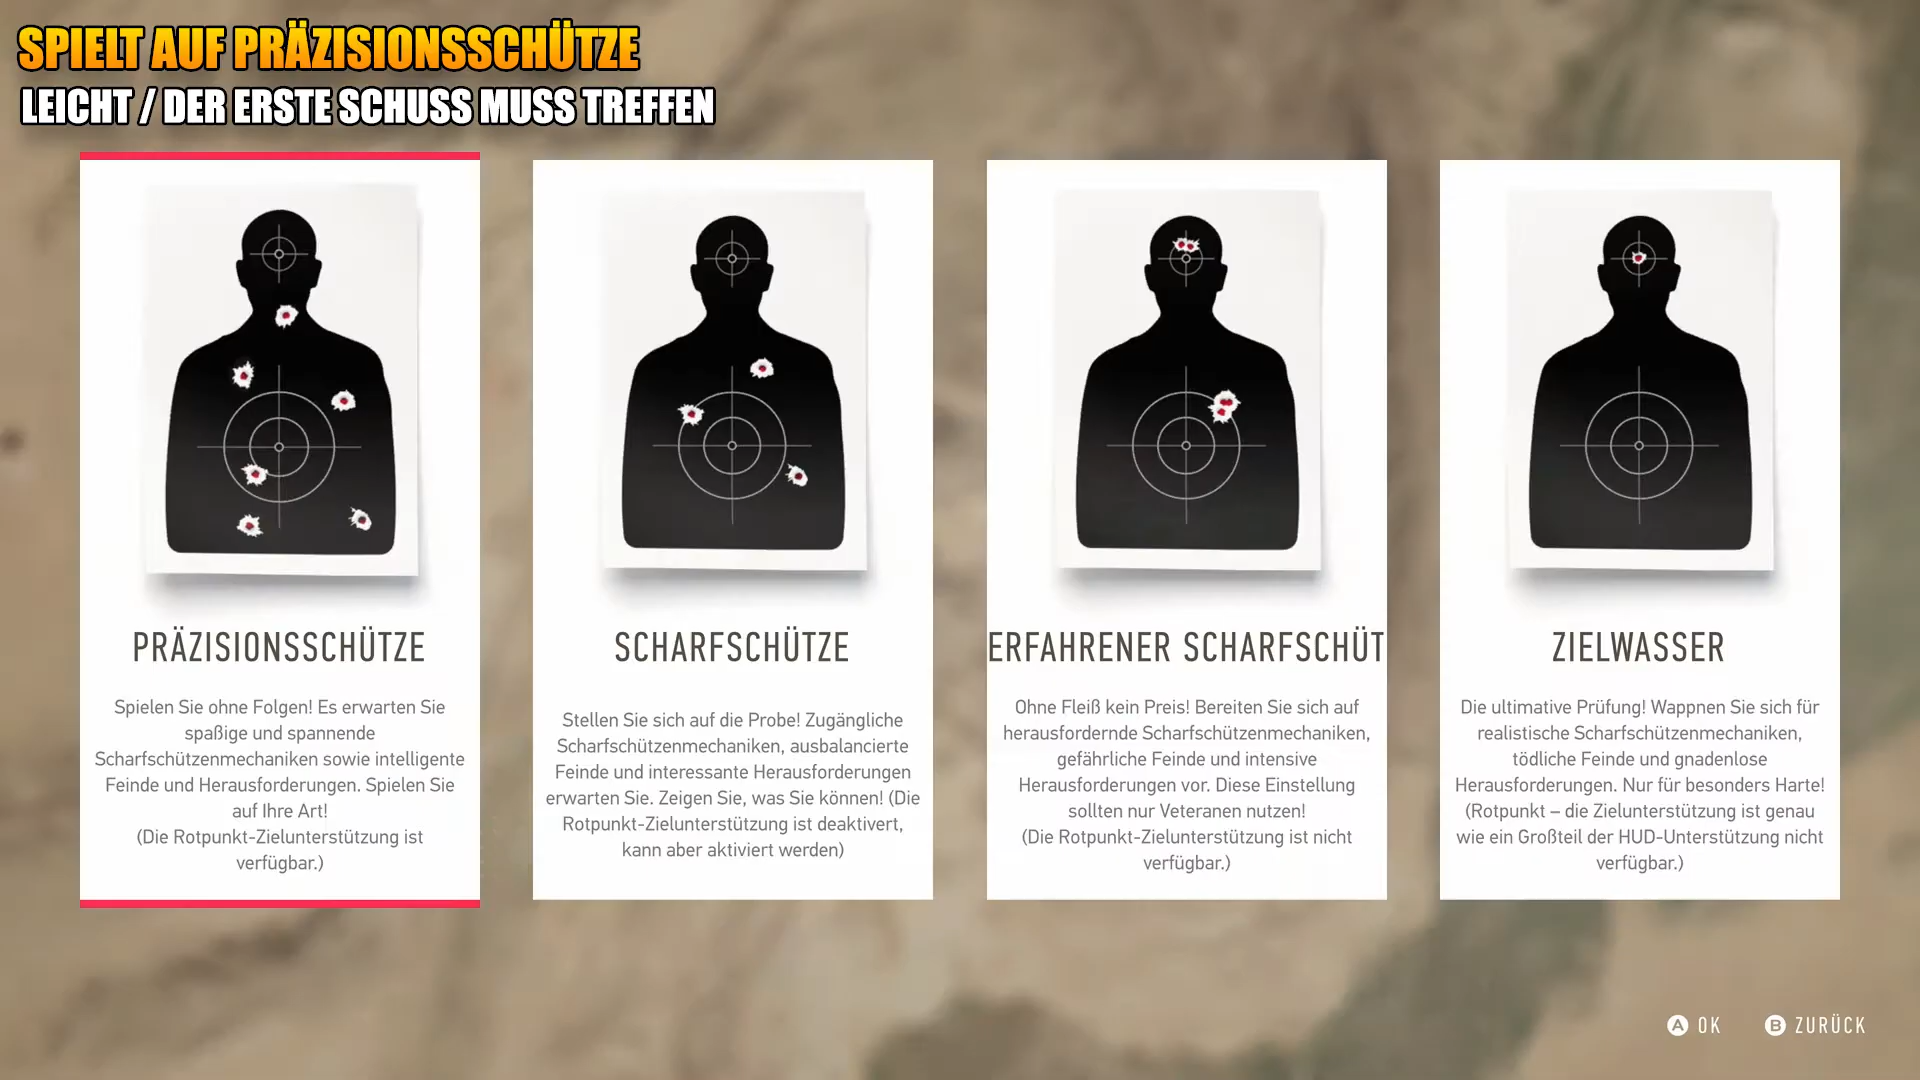 SPIELT AUF PRÄZISIONSSCHÜTZE
LEICHT / DER ERSTE SCHUSS MUSS TREFFEN
PRÄZISIONSSCHÜTZE
Spielen Sie ohne Folgen! Es erwarten Sie
spaßige und spannende
Scharfschützenmechaniken sowie intelligente
Feinde und Herausforderungen. Spielen Sie
auf Ihre Art!
(Die Rotpunkt-Zielunterstützung ist
verfügbar.)
SCHARFSCHÜTZE
Stellen Sie sich auf die Probe! Zugängliche
Scharfschützenmechaniken, ausbalancierte
Feinde und interessante Herausforderungen
erwarten Sie. Zeigen Sie, was Sie können! (Die
Rotpunkt-Zielunterstützung ist deaktivert,
kann aber aktiviert werden)
ERFAHRENER SCHARFSCHÜT
Ohne Fleiß kein Preis! Bereiten Sie sich auf
herausfordernde Scharfschützenmechaniken,
gefährliche Feinde und intensive
Herausforderungen vor. Diese Einstellung
sollten nur Veteranen nutzen!
(Die Rotpunkt-Zielunterstützung ist nicht
verfügbar.)
ZIELWASSER
Die ultimative Prüfung! Wappnen Sie sich für
realistische Scharfschützenmechaniken,
tödliche Feinde und gnadenlose
Herausforderungen. Nur für besonders Harte!
(Rotpunkt – die Zielunterstützung ist genau
wie ein Großteil der HUD-Unterstützung nicht
verfügbar.)
A OK
B ZURÜCK